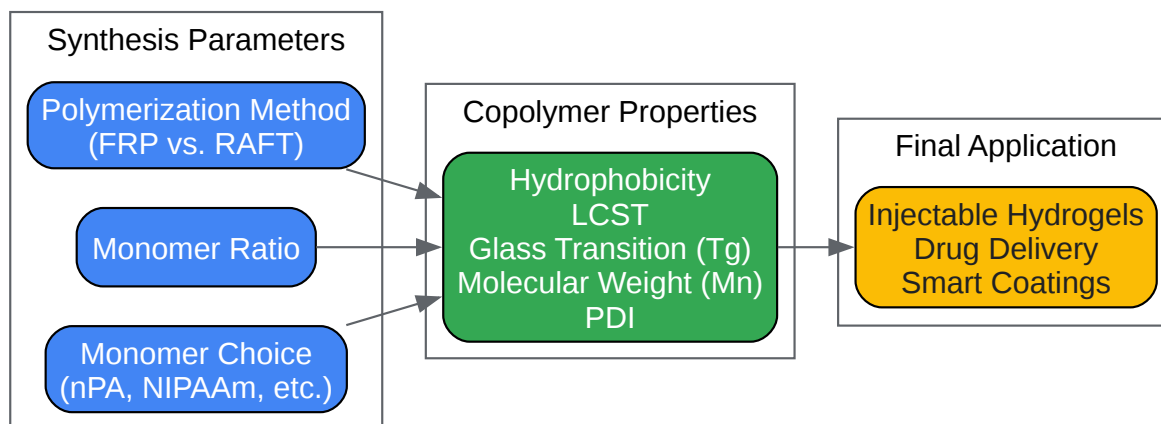 Synthesis Parameters
Polymerization Method
(FRP vs. RAFT)
Monomer Ratio
Monomer Choice
(nPA, NIPAAm, etc.)
Copolymer Properties
Hydrophobicity
LCST
Glass Transition (Tg)
Molecular Weight (Mn)
PDI
Final Application
Injectable Hydrogels
Drug Delivery
Smart Coatings